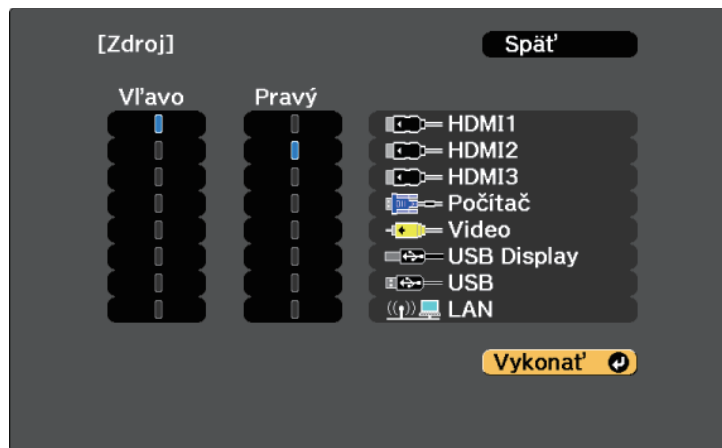 [Zdroj]
Späť
Vľavo Pravý
HDMI1
HDMI2
HDMI3
Počítač
Video
USB Display
USB
LAN
Vykonať